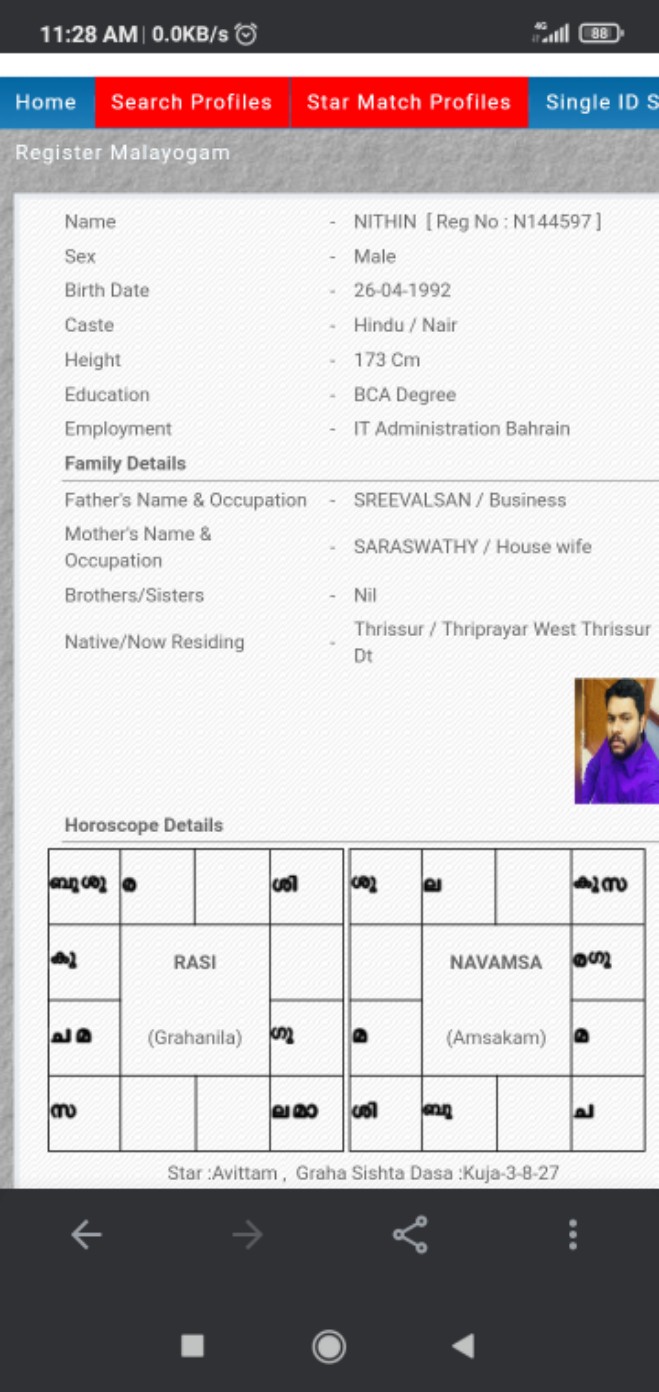 11:28 AM | 0.0KB/s 4G 88
Home Search Profiles Star Match Profiles Single ID S
Register Malayogam
Name - NITHIN [ Reg No : N144597 ]
Sex - Male
Birth Date - 26-04-1992
Caste - Hindu / Nair
Height - 173 Cm
Education - BCA Degree
Employment - IT Administration Bahrain
Family Details
Father's Name & Occupation - SREEVALSAN / Business
Mother's Name &
Occupation - SARASWATHY / House wife
Brothers/Sisters - Nil
Native/Now Residing - Thrissur / Thriprayar West Thrissur
Dt
Horoscope Details
ബു ശു ര ശി ശു ല കു സ
കു RASI NAVAMSA ര ഗു
ച മ (Grahanila) ഗു മ (Amsakam) മ
സ ല മാ ശി ബു ച
Star :Avittam , Graha Sishta Dasa :Kuja-3-8-27